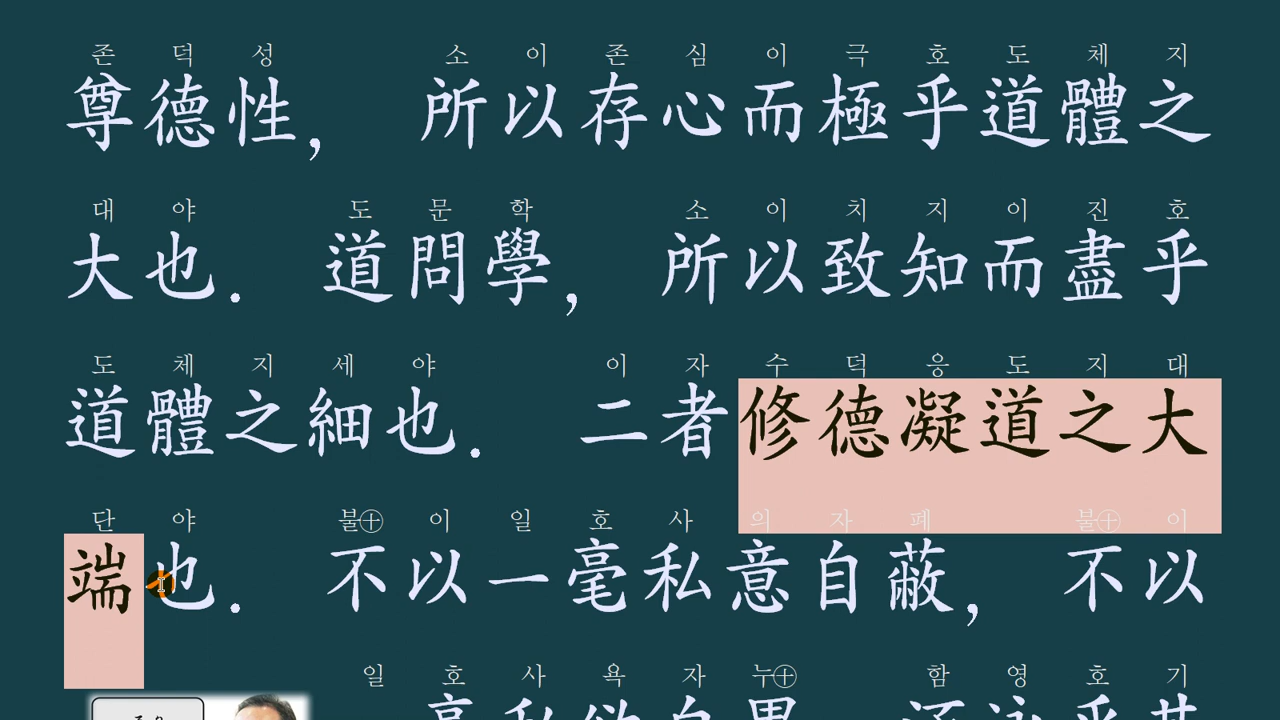 존 덕 성 소 이 존 심 이 극 호 도 체 지
尊德性, 所以存心而極乎道體之
대 야 도 문 학 소 이 치 지 이 진 호
大也. 道問學, 所以致知而盡乎
도 체 지 세 야 이 자 수 덕 응 도 지 대
道體之細也. 二者修德凝道之大
단 야 불㊉ 이 일 호 사 의 자 폐 불㊉ 이
端也. 不以一毫私意自蔽, 不以
일 호 사 욕 자 누㊉ 함 영 호 기